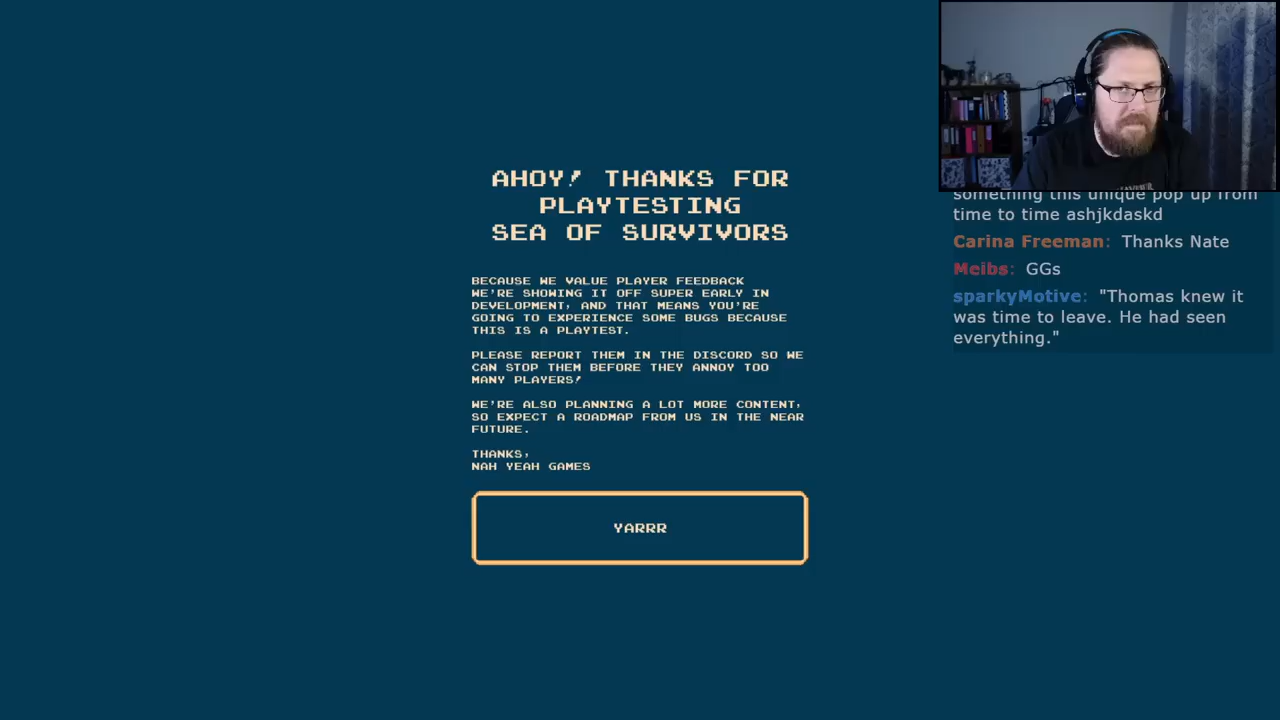 AHOY! THANKS FOR
PLAYTESTING
SEA OF SURVIVORS
BECAUSE WE VALUE PLAYER FEEDBACK
WE'RE SHOWING IT OFF SUPER EARLY IN
DEVELOPMENT, AND THAT MEANS YOU'RE
GOING TO EXPERIENCE SOME BUGS BECAUSE
THIS IS A PLAYTEST.
PLEASE REPORT THEM IN THE DISCORD SO WE
CAN STOP THEM BEFORE THEY ANNOY TOO
MANY PLAYERS!
WE'RE ALSO PLANNING A LOT MORE CONTENT,
SO EXPECT A ROADMAP FROM US IN THE NEAR
FUTURE.
THANKS,
NAH YEAH GAMES
YARRR
something this unique pop up from
time to time ashjkdaskd
Carina Freeman: Thanks Nate
Meibs: GGs
sparkyMotive: "Thomas knew it
was time to leave. He had seen
everything."